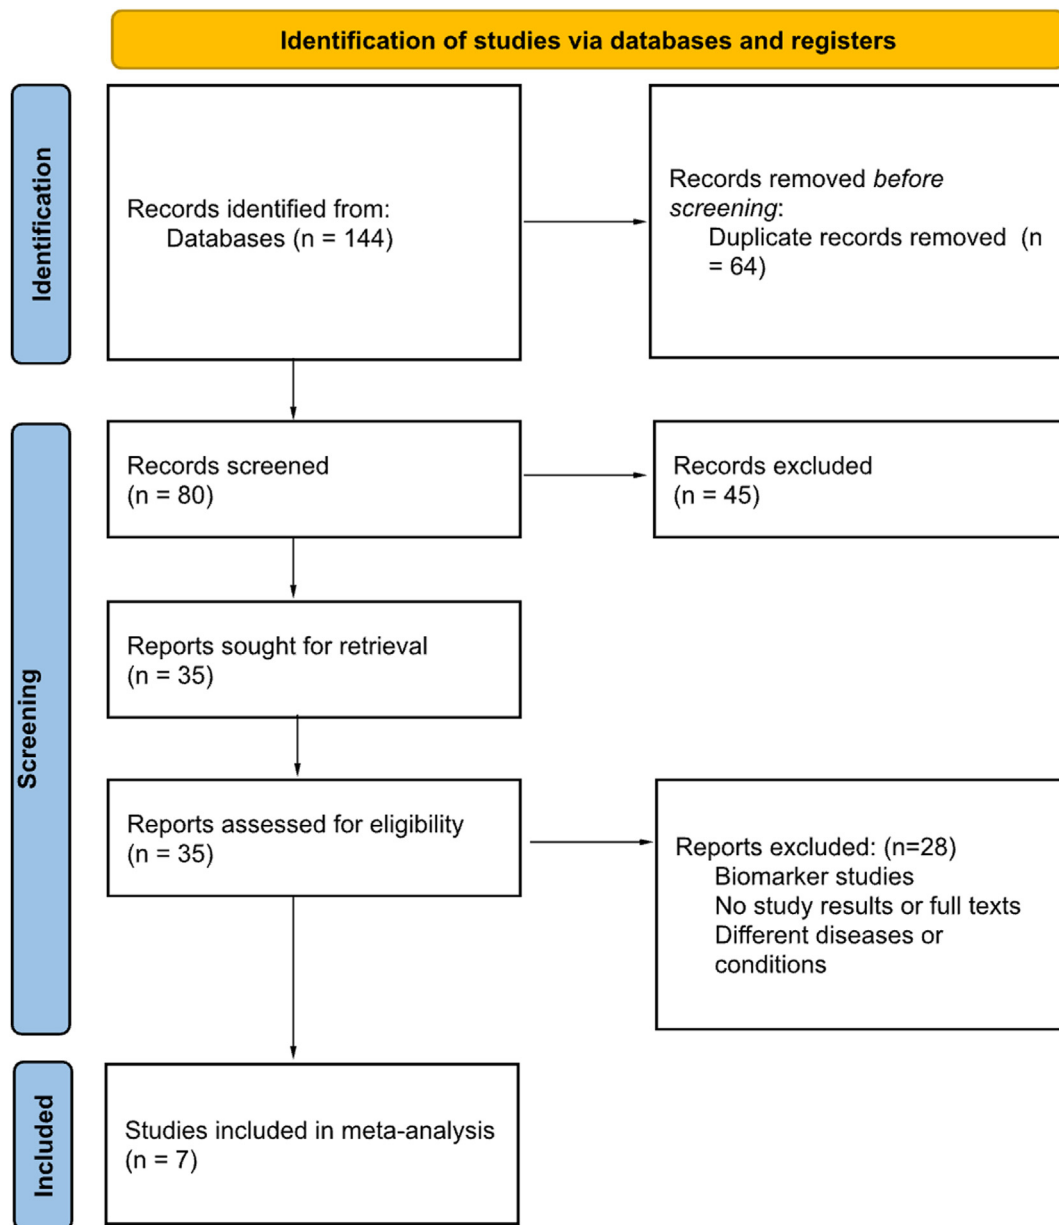 Identification of studies via databases and registers
Identification
Records identified from:
Databases (n = 144)
Records removed before
screening:
Duplicate records removed (n
= 64)
Screening
Records screened
(n = 80)
Records excluded
(n = 45)
Reports sought for retrieval
(n = 35)
Reports assessed for eligibility
(n = 35)
Reports excluded: (n=28)
Biomarker studies
No study results or full texts
Different diseases or
conditions
Included
Studies included in meta-analysis
(n = 7)